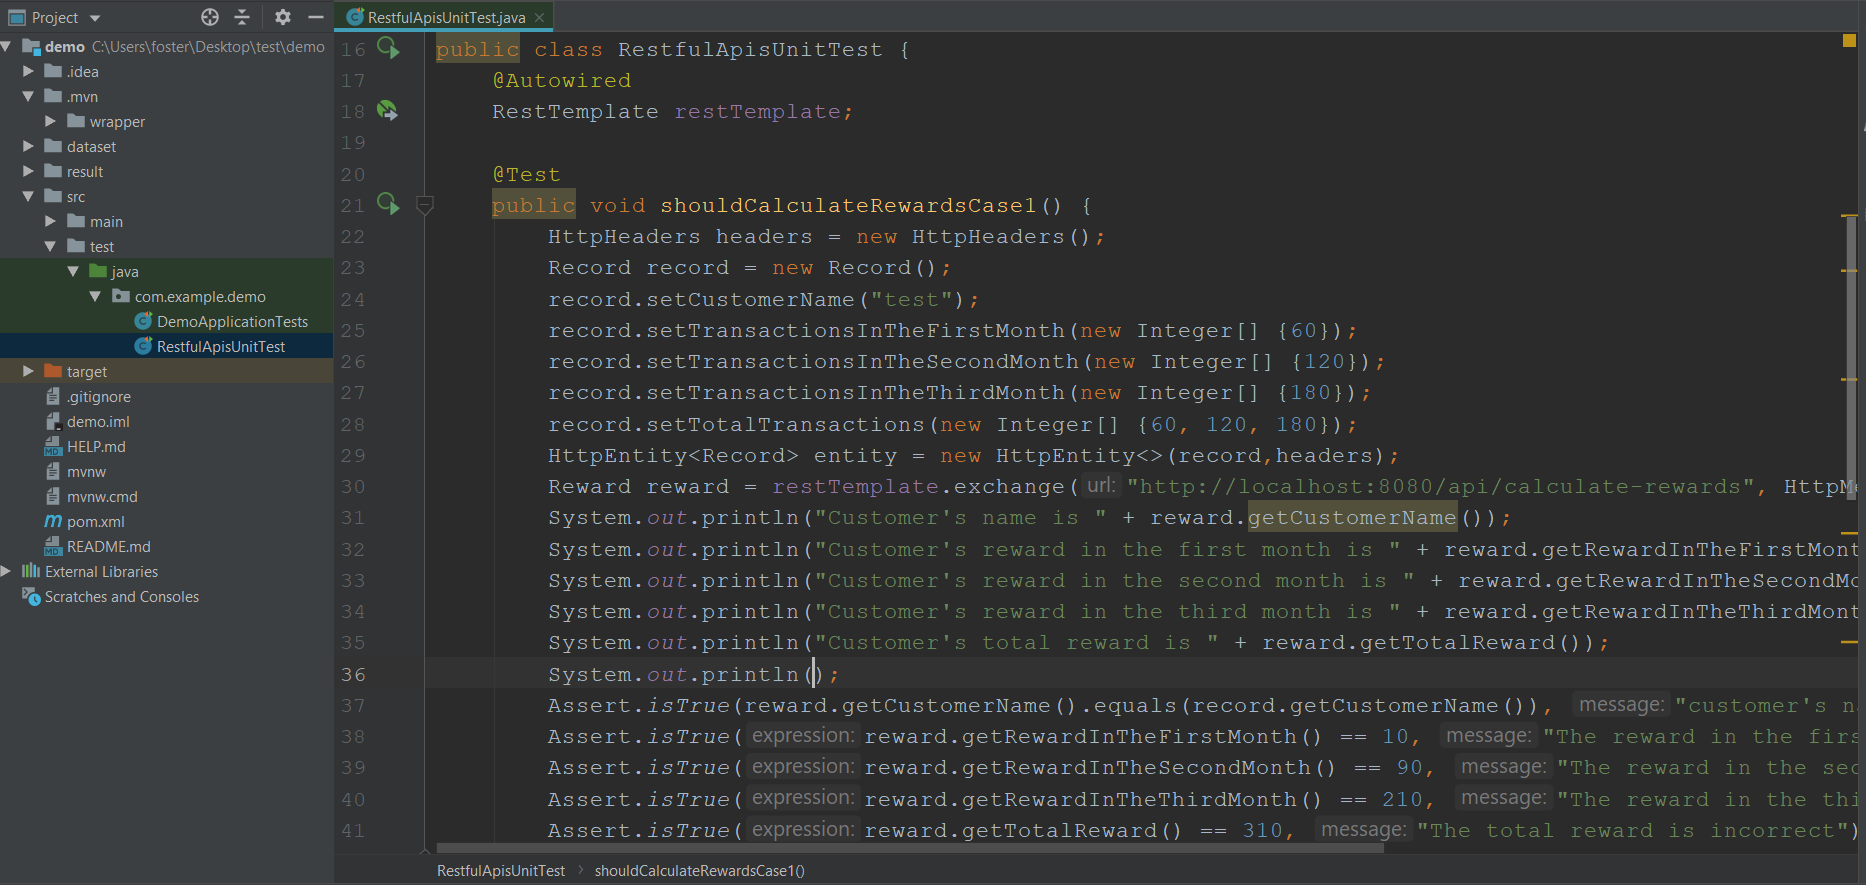 Project
demo C:\Users\foster\Desktop\test\demo
.idea
.mvn
wrapper
dataset
result
src
main
test
java
com.example.demo
DemoApplicationTests
RestfulApisUnitTest
target
.gitignore
demo.iml
HELP.md
mvnw
mvnw.cmd
pom.xml
README.md
External Libraries
Scratches and Consoles
RestfulApisUnitTest.java
16 public class RestfulApisUnitTest {
17 @Autowired
18 RestTemplate restTemplate;
19
20 @Test
21 public void shouldCalculateRewardsCase1() {
22 HttpHeaders headers = new HttpHeaders();
23 Record record = new Record();
24 record.setCustomerName("test");
25 record.setTransactionsInTheFirstMonth(new Integer[] {60});
26 record.setTransactionsInTheSecondMonth(new Integer[] {120});
27 record.setTransactionsInTheThirdMonth(new Integer[] {180});
28 record.setTotalTransactions(new Integer[] {60, 120, 180});
29 HttpEntity<Record> entity = new HttpEntity<>(record,headers);
30 Reward reward = restTemplate.exchange( url: "http://localhost:8080/api/calculate-rewards", HttpMe
31 System.out.println("Customer's name is " + reward.getCustomerName());
32 System.out.println("Customer's reward in the first month is " + reward.getRewardInTheFirstMont
33 System.out.println("Customer's reward in the second month is " + reward.getRewardInTheSecondMo
34 System.out.println("Customer's reward in the third month is " + reward.getRewardInTheThirdMont
35 System.out.println("Customer's total reward is " + reward.getTotalReward());
36 System.out.println();
37 Assert.isTrue(reward.getCustomerName().equals(record.getCustomerName()), message: "customer's n
38 Assert.isTrue( expression: reward.getRewardInTheFirstMonth() == 10, message: "The reward in the firs
39 Assert.isTrue( expression: reward.getRewardInTheSecondMonth() == 90, message: "The reward in the sec
40 Assert.isTrue( expression: reward.getRewardInTheThirdMonth() == 210, message: "The reward in the thi
41 Assert.isTrue( expression: reward.getTotalReward() == 310, message: "The total reward is incorrect")
RestfulApisUnitTest > shouldCalculateRewardsCase1()